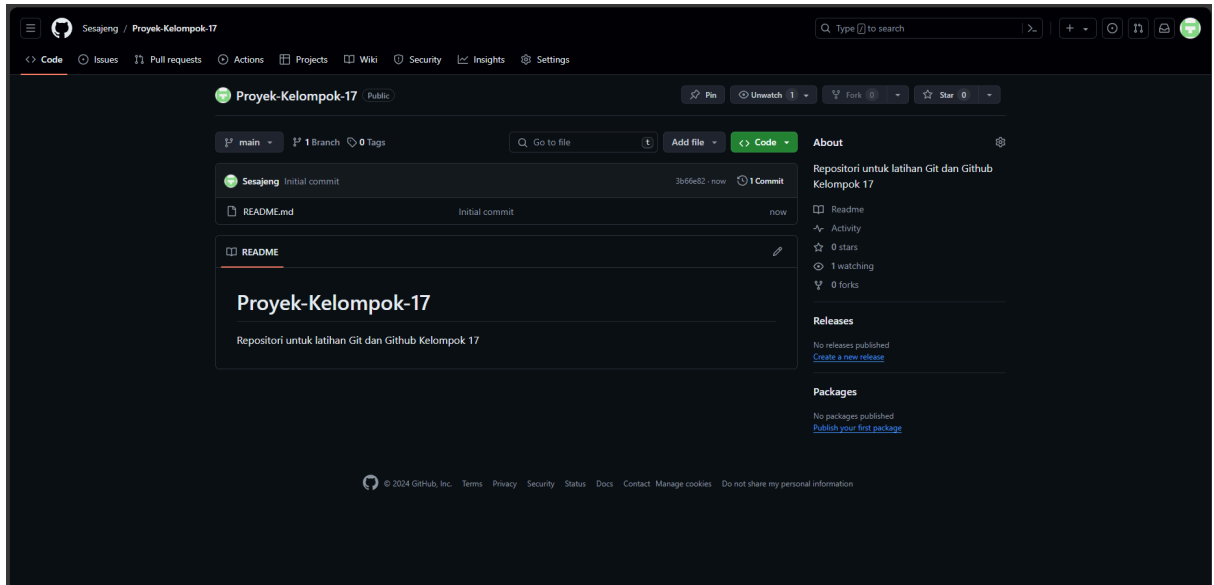 Sesajeng / Proyek-Kelompok-17
Type / to search
Code Issues Pull requests Actions Projects Wiki Security Insights Settings
Proyek-Kelompok-17 Public
Pin Unwatch 1 Fork 0 Star 0
main 1 Branch 0 Tags Go to file t Add file Code
Sesajeng Initial commit 3b66e82 · now 1 Commit
README.md Initial commit now
README
Proyek-Kelompok-17
Repositori untuk latihan Git dan Github Kelompok 17
About
Repositori untuk latihan Git dan Github
Kelompok 17
Readme
Activity
0 stars
1 watching
0 forks
Releases
No releases published
Create a new release
Packages
No packages published
Publish your first package
© 2024 GitHub, Inc. Terms Privacy Security Status Docs Contact Manage cookies Do not share my personal information